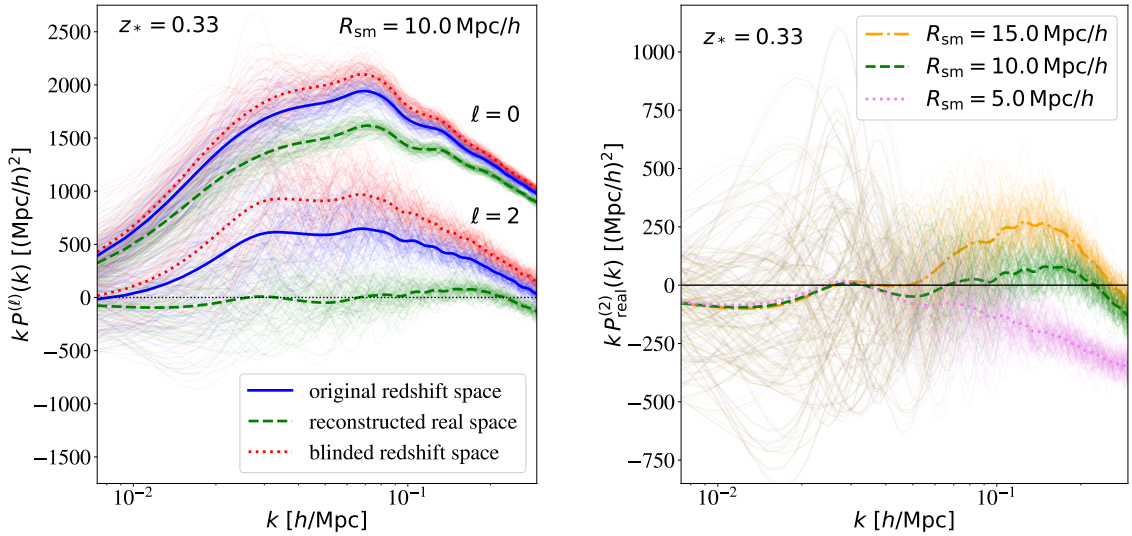 z* = 0.33
R_sm = 10.0 Mpc/h
ℓ = 0
ℓ = 2
original redshift space
reconstructed real space
blinded redshift space
2500
2000
1500
1000
500
0
−500
−1000
−1500
k P^(ℓ)(k) [(Mpc/h)^2]
10^−2
10^−1
k [h/Mpc]
z* = 0.33
R_sm = 15.0 Mpc/h
R_sm = 10.0 Mpc/h
R_sm = 5.0 Mpc/h
1000
750
500
250
0
−250
−500
−750
k P_real^(2)(k) [(Mpc/h)^2]
10^−2
10^−1
k [h/Mpc]